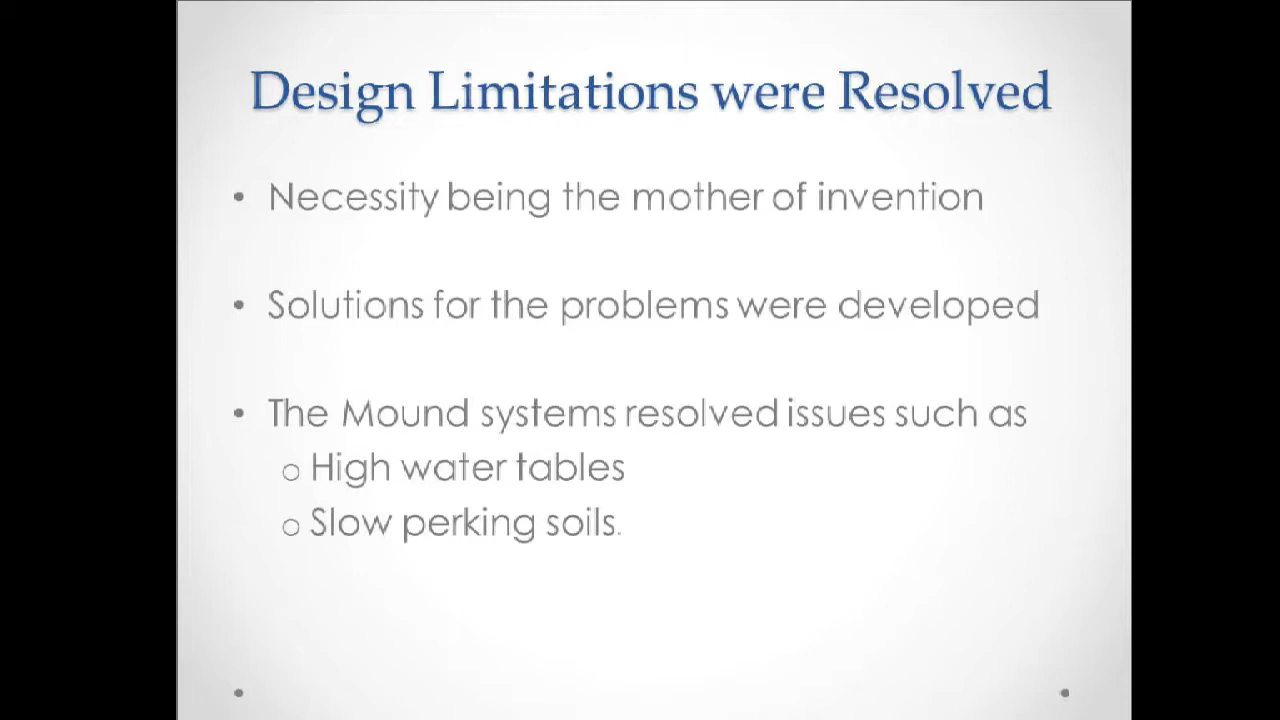 Design Limitations were Resolved
• Necessity being the mother of invention
• Solutions for the problems were developed
• The Mound systems resolved issues such as
o High water tables
o Slow perking soils.